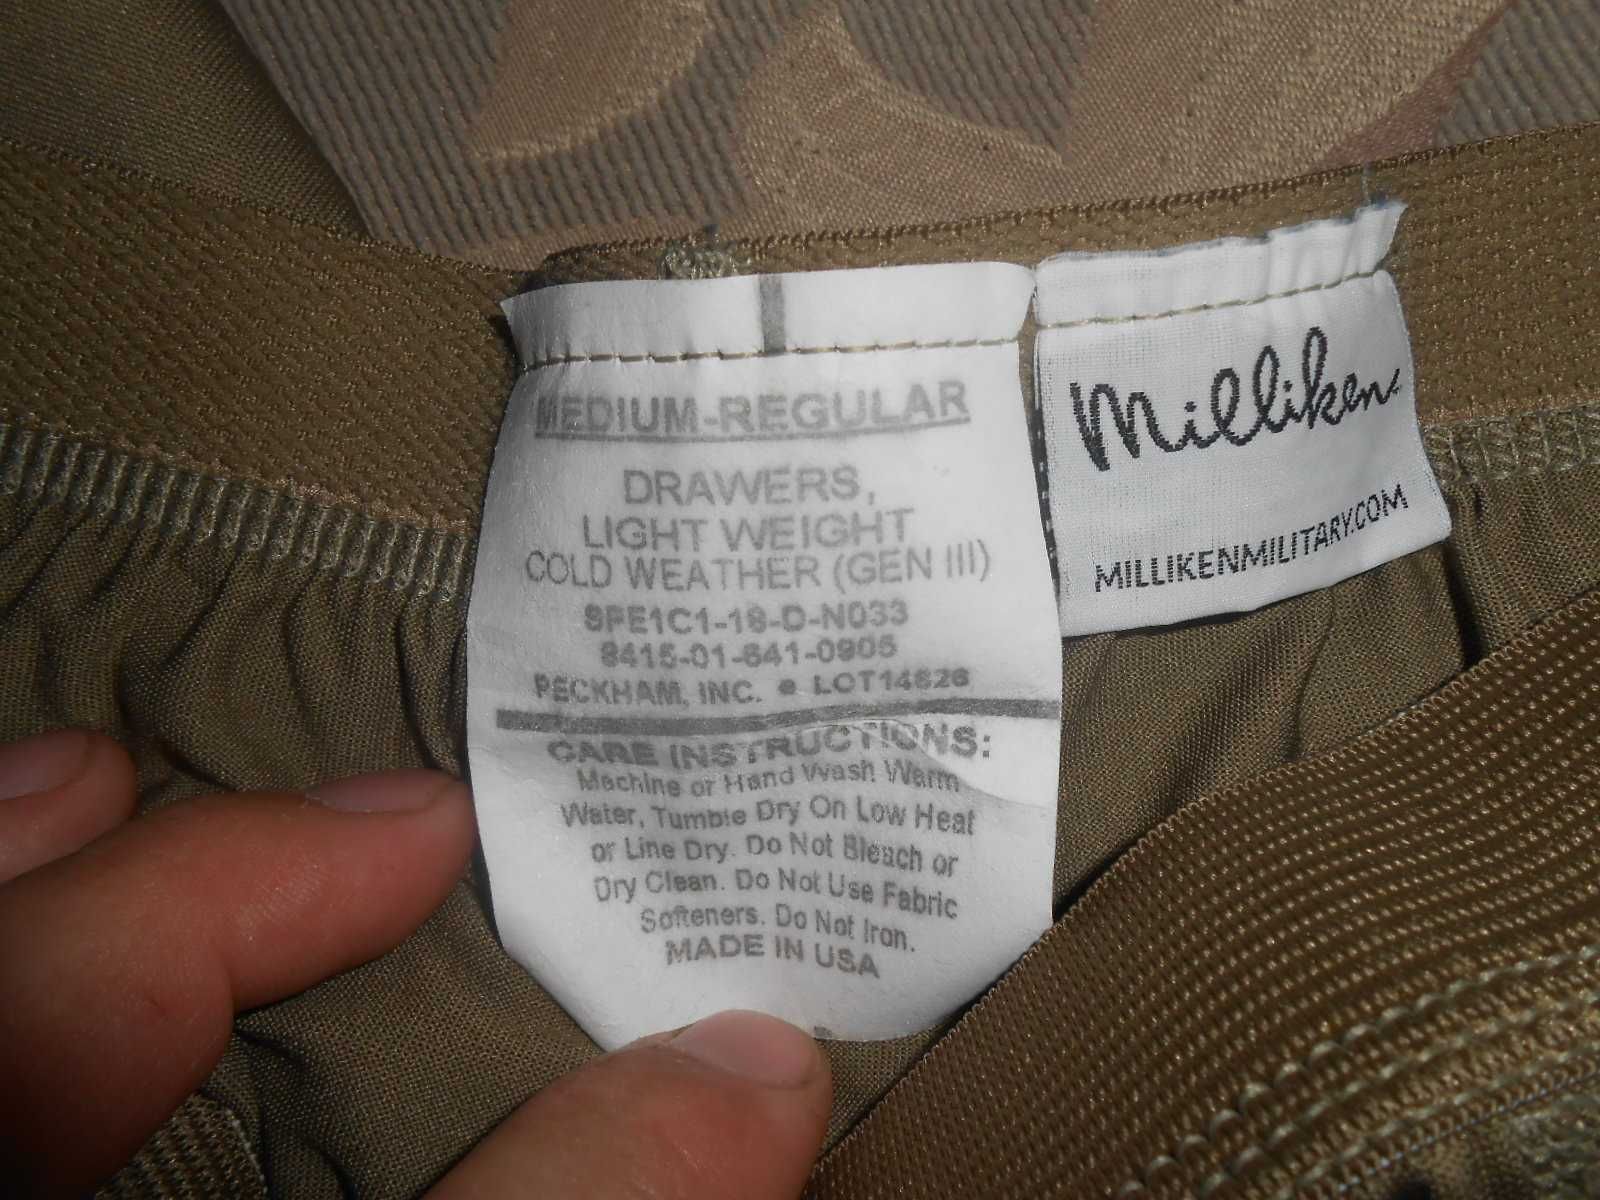 MEDIUM-REGULAR
DRAWERS,
LIGHT WEIGHT
COLD WEATHER (GEN III)
SPE1C1-18-D-N033
8415-01-641-0905
PECKHAM, INC. ● LOT14626
CARE INSTRUCTIONS:
Machine or Hand Wash Warm
Water, Tumble Dry On Low Heat
or Line Dry. Do Not Bleach or
Dry Clean. Do Not Use Fabric
Softeners. Do Not Iron.
MADE IN USA
Milliken
MILLIKENMILITARY.COM